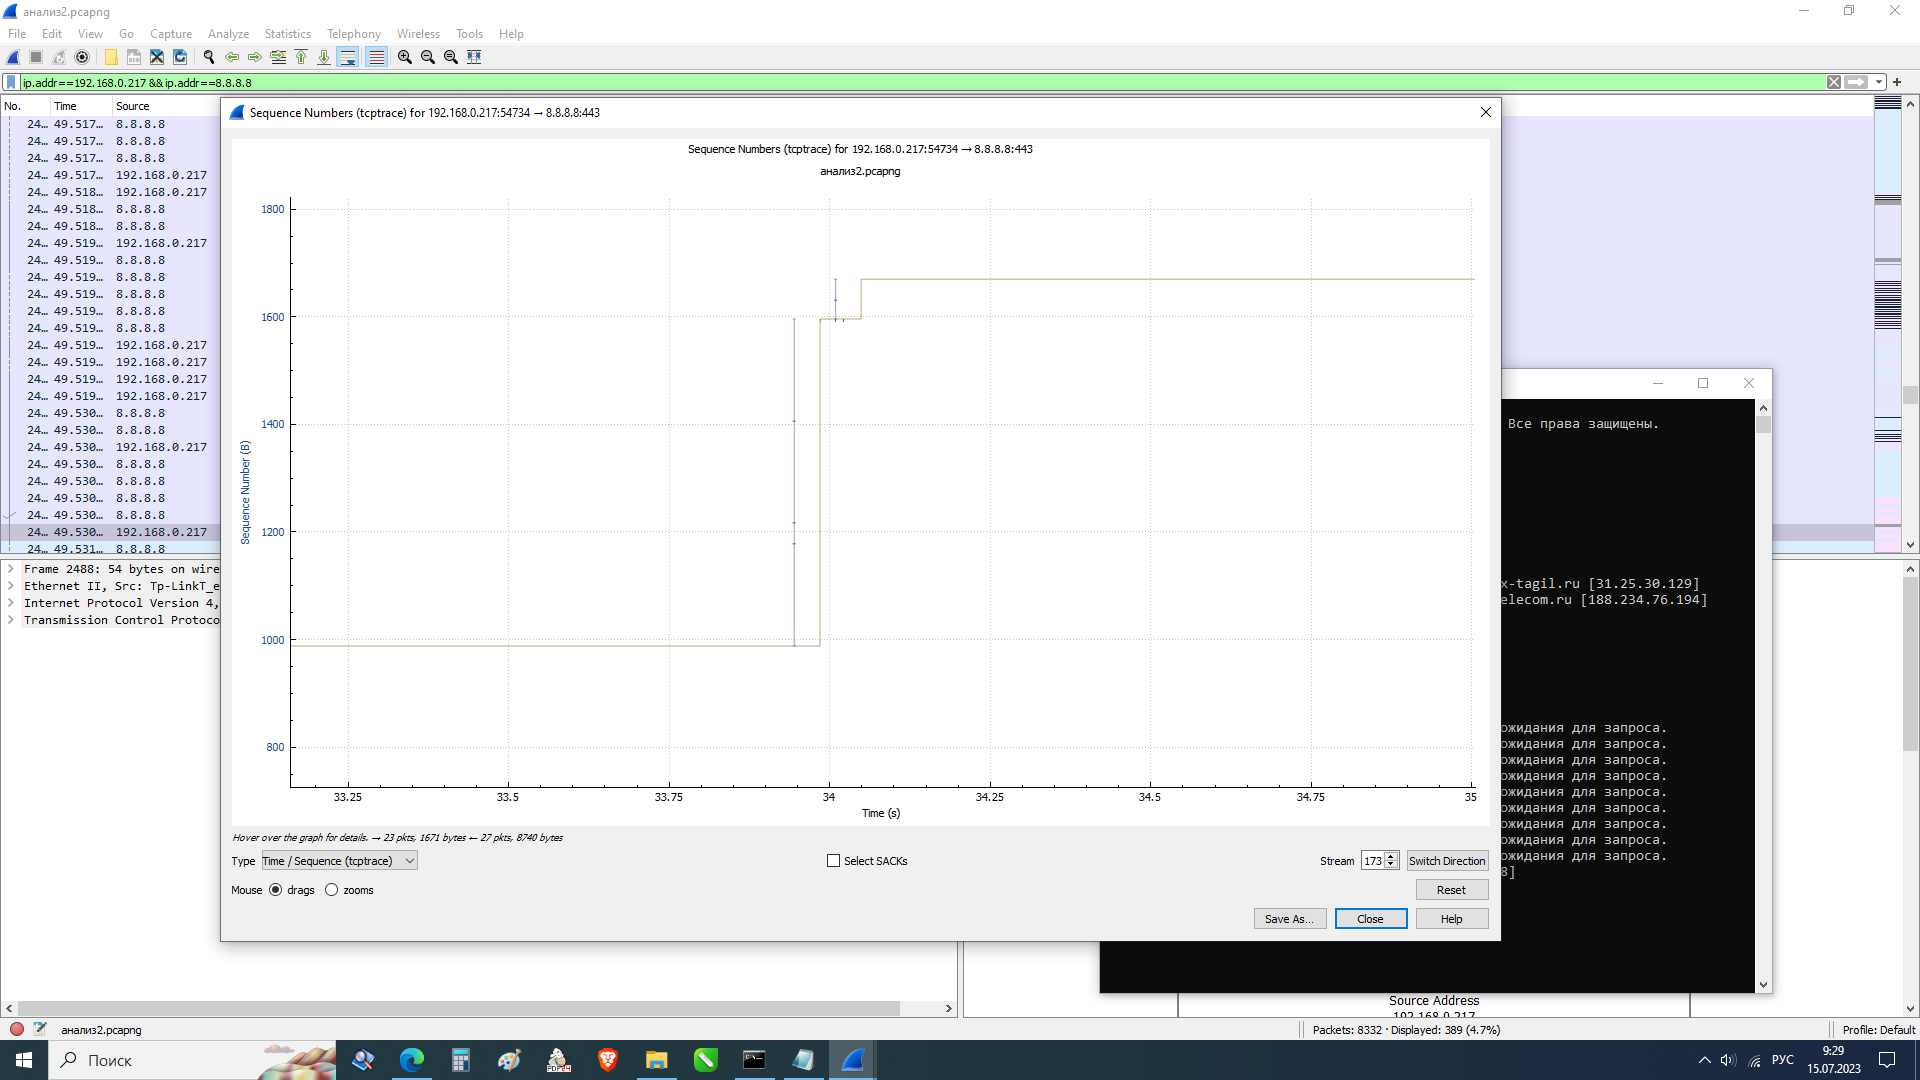 анализ2.pcapng
File Edit View Go Capture Analyze Statistics Telephony Wireless Tools Help
ip.addr==192.168.0.217 && ip.addr==8.8.8.8
No. Time Source
24… 49.517… 8.8.8.8
24… 49.517… 8.8.8.8
24… 49.517… 8.8.8.8
24… 49.517… 192.168.0.217
24… 49.518… 192.168.0.217
24… 49.518… 8.8.8.8
24… 49.518… 8.8.8.8
24… 49.519… 192.168.0.217
24… 49.519… 8.8.8.8
24… 49.519… 8.8.8.8
24… 49.519… 8.8.8.8
24… 49.519… 8.8.8.8
24… 49.519… 8.8.8.8
24… 49.519… 192.168.0.217
24… 49.519… 192.168.0.217
24… 49.519… 192.168.0.217
24… 49.519… 192.168.0.217
24… 49.530… 8.8.8.8
24… 49.530… 8.8.8.8
24… 49.530… 192.168.0.217
24… 49.530… 8.8.8.8
24… 49.530… 8.8.8.8
24… 49.530… 8.8.8.8
24… 49.530… 8.8.8.8
24… 49.530… 192.168.0.217
24… 49.531… 8.8.8.8
Frame 2488: 54 bytes on wire
Ethernet II, Src: Tp-LinkT_e
Internet Protocol Version 4,
Transmission Control Protoco
Sequence Numbers (tcptrace) for 192.168.0.217:54734 → 8.8.8.8:443
Sequence Numbers (tcptrace) for 192.168.0.217:54734 → 8.8.8.8:443
анализ2.pcapng
Sequence Number (B)
1800
1600
1400
1200
1000
800
33.25 33.5 33.75 34 34.25 34.5 34.75 35
Time (s)
Hover over the graph for details. → 23 pkts, 1671 bytes ← 27 pkts, 8740 bytes
Type Time / Sequence (tcptrace) Select SACKs Stream 173 Switch Direction
Mouse drags zooms Reset
Save As… Close Help
Все права защищены.
x-tagil.ru [31.25.30.129]
elecom.ru [188.234.76.194]
ожидания для запроса.
ожидания для запроса.
ожидания для запроса.
ожидания для запроса.
ожидания для запроса.
ожидания для запроса.
ожидания для запроса.
ожидания для запроса.
ожидания для запроса.
8]
Source Address
192.168.0.217
анализ2.pcapng Packets: 8332 · Displayed: 389 (4.7%) Profile: Default
Поиск
PDF24
РУС
9:29
15.07.2023